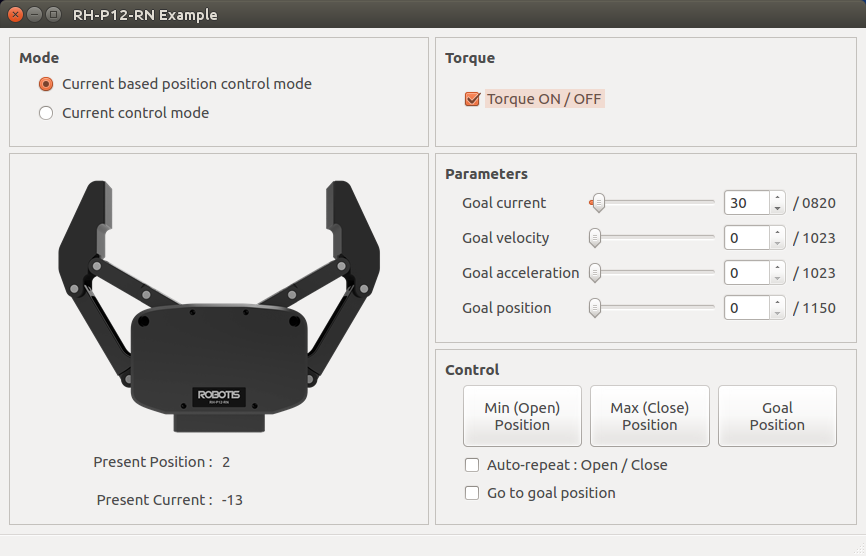 RH-P12-RN Example
Mode
Current based position control mode
Current control mode
Torque
Torque ON / OFF
ROBOTIS
RH-P12-RN
Present Position : 2
Present Current : -13
Parameters
Goal current 30 / 0820
Goal velocity 0 / 1023
Goal acceleration 0 / 1023
Goal position 0 / 1150
Control
Min (Open)
Position
Max (Close)
Position
Goal
Position
Auto-repeat : Open / Close
Go to goal position